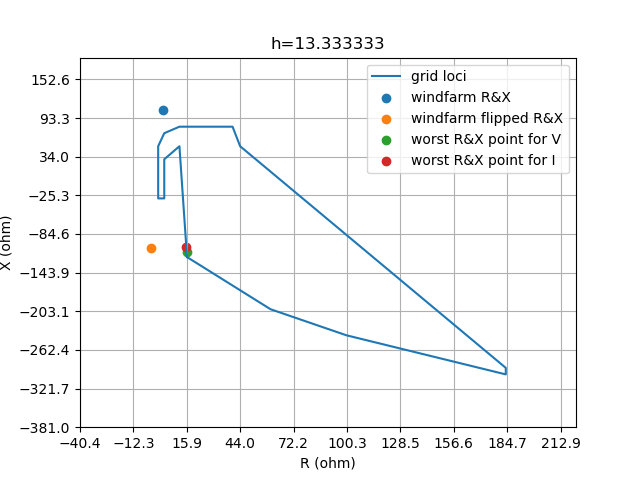 h=13.333333
grid loci
windfarm R&X
windfarm flipped R&X
worst R&X point for V
worst R&X point for I
152.6
93.3
34.0
−25.3
−84.6
−143.9
−203.1
−262.4
−321.7
−381.0
X (ohm)
−40.4 −12.3 15.9 44.0 72.2 100.3 128.5 156.6 184.7 212.9
R (ohm)